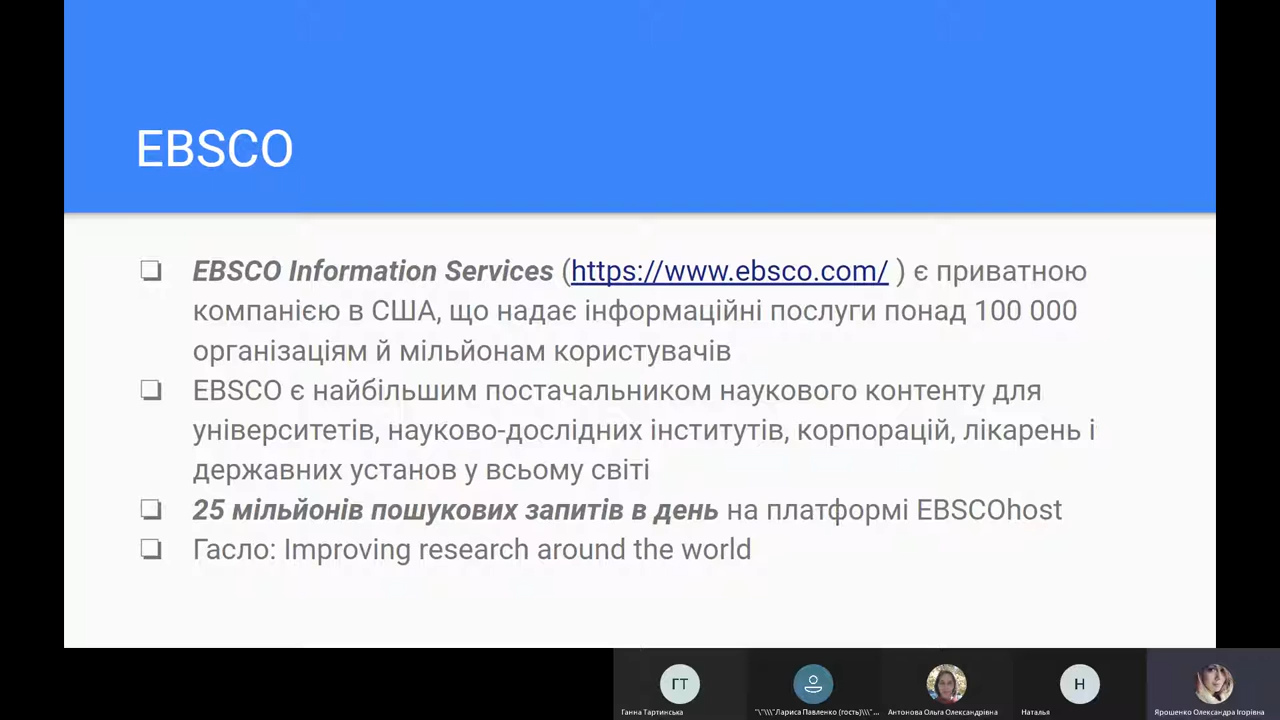 EBSCO
❏ EBSCO Information Services (https://www.ebsco.com/ ) є приватною
компанією в США, що надає інформаційні послуги понад 100 000
організаціям й мільйонам користувачів
❏ EBSCO є найбільшим постачальником наукового контенту для
університетів, науково-дослідних інститутів, корпорацій, лікарень і
державних установ у всьому світі
❏ 25 мільйонів пошукових запитів в день на платформі EBSCOhost
❏ Гасло: Improving research around the world
ГТ
Н
Ганна Тартинська
"\"\\\"Лариса Павленко (гость)\\\"...
Антонова Ольга Олександрівна
Наталья
Ярошенко Олександра Ігорівна